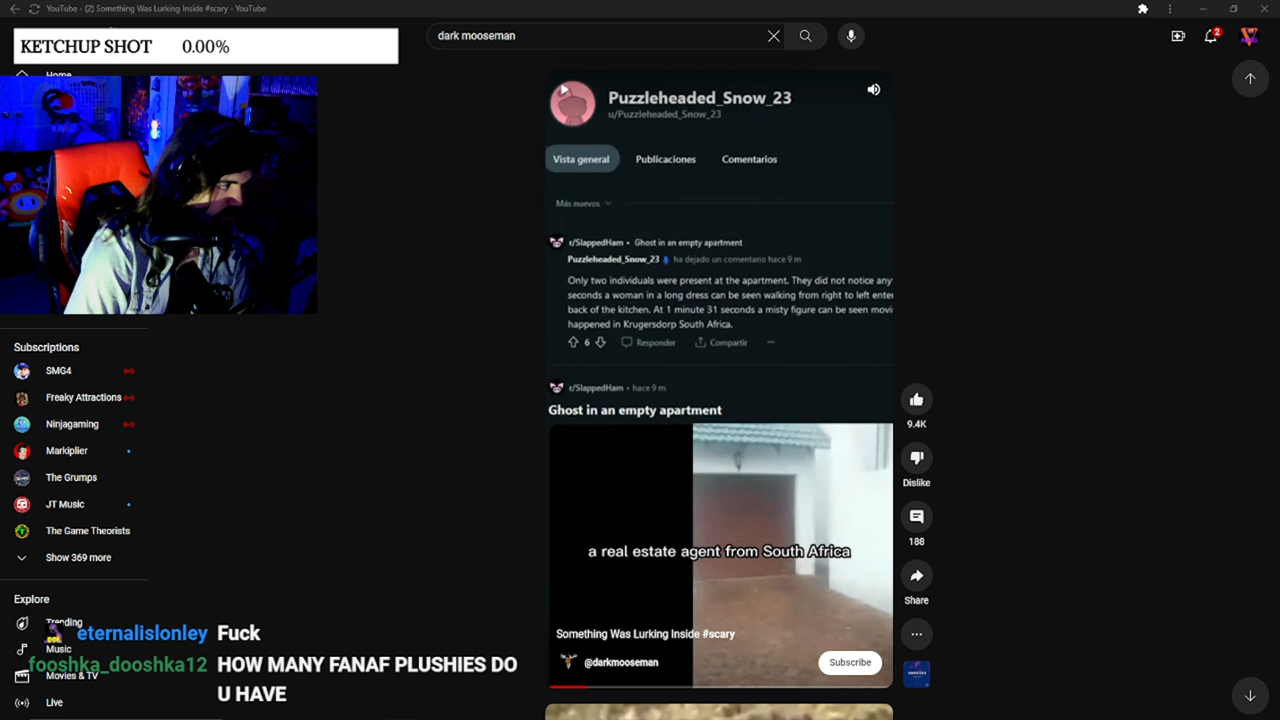 YouTube - (2) Something Was Lurking Inside #scary - YouTube
KETCHUP SHOT 0.00%
dark mooseman
2
Home
Puzzleheaded_Snow_23
u/Puzzleheaded_Snow_23
Vista general
Publicaciones
Comentarios
Más nuevos
r/SlappedHam • Ghost in an empty apartment
Puzzleheaded_Snow_23 ha dejado un comentario hace 9 m
Only two individuals were present at the apartment. They did not notice any
seconds a woman in a long dress can be seen walking from right to left enter
back of the kitchen. At 1 minute 31 seconds a misty figure can be seen movi
happened in Krugersdorp South Africa.
6
Responder
Compartir
r/SlappedHam • hace 9 m
Ghost in an empty apartment
a real estate agent from South Africa
Something Was Lurking Inside #scary
@darkmooseman
Subscribe
9.4K
Dislike
188
Share
Subscriptions
SMG4
Freaky Attractions
Ninjagaming
Markiplier
The Grumps
JT Music
The Game Theorists
Show 369 more
Explore
Trending
Music
Movies & TV
Live
eternalislonley Fuck
fooshka_dooshka12 HOW MANY FANAF PLUSHIES DO
U HAVE